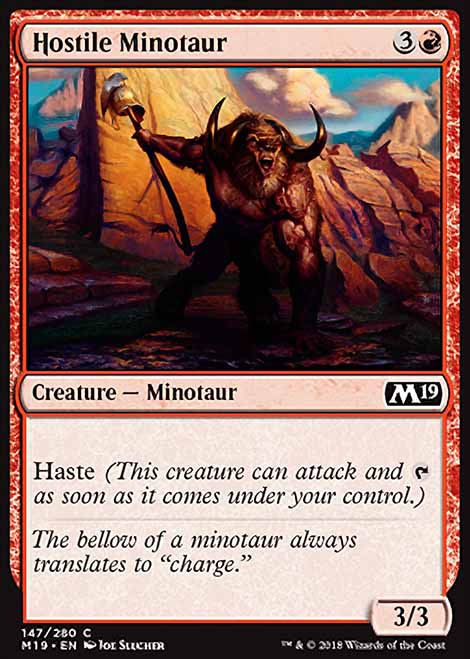 Hostile Minotaur 3
Creature — Minotaur M19
Haste (This creature can attack and
as soon as it comes under your control.)
The bellow of a minotaur always
translates to “charge.”
3/3
147/280 C
M19 • EN Joe Slucher ™ & © 2018 Wizards of the Coast